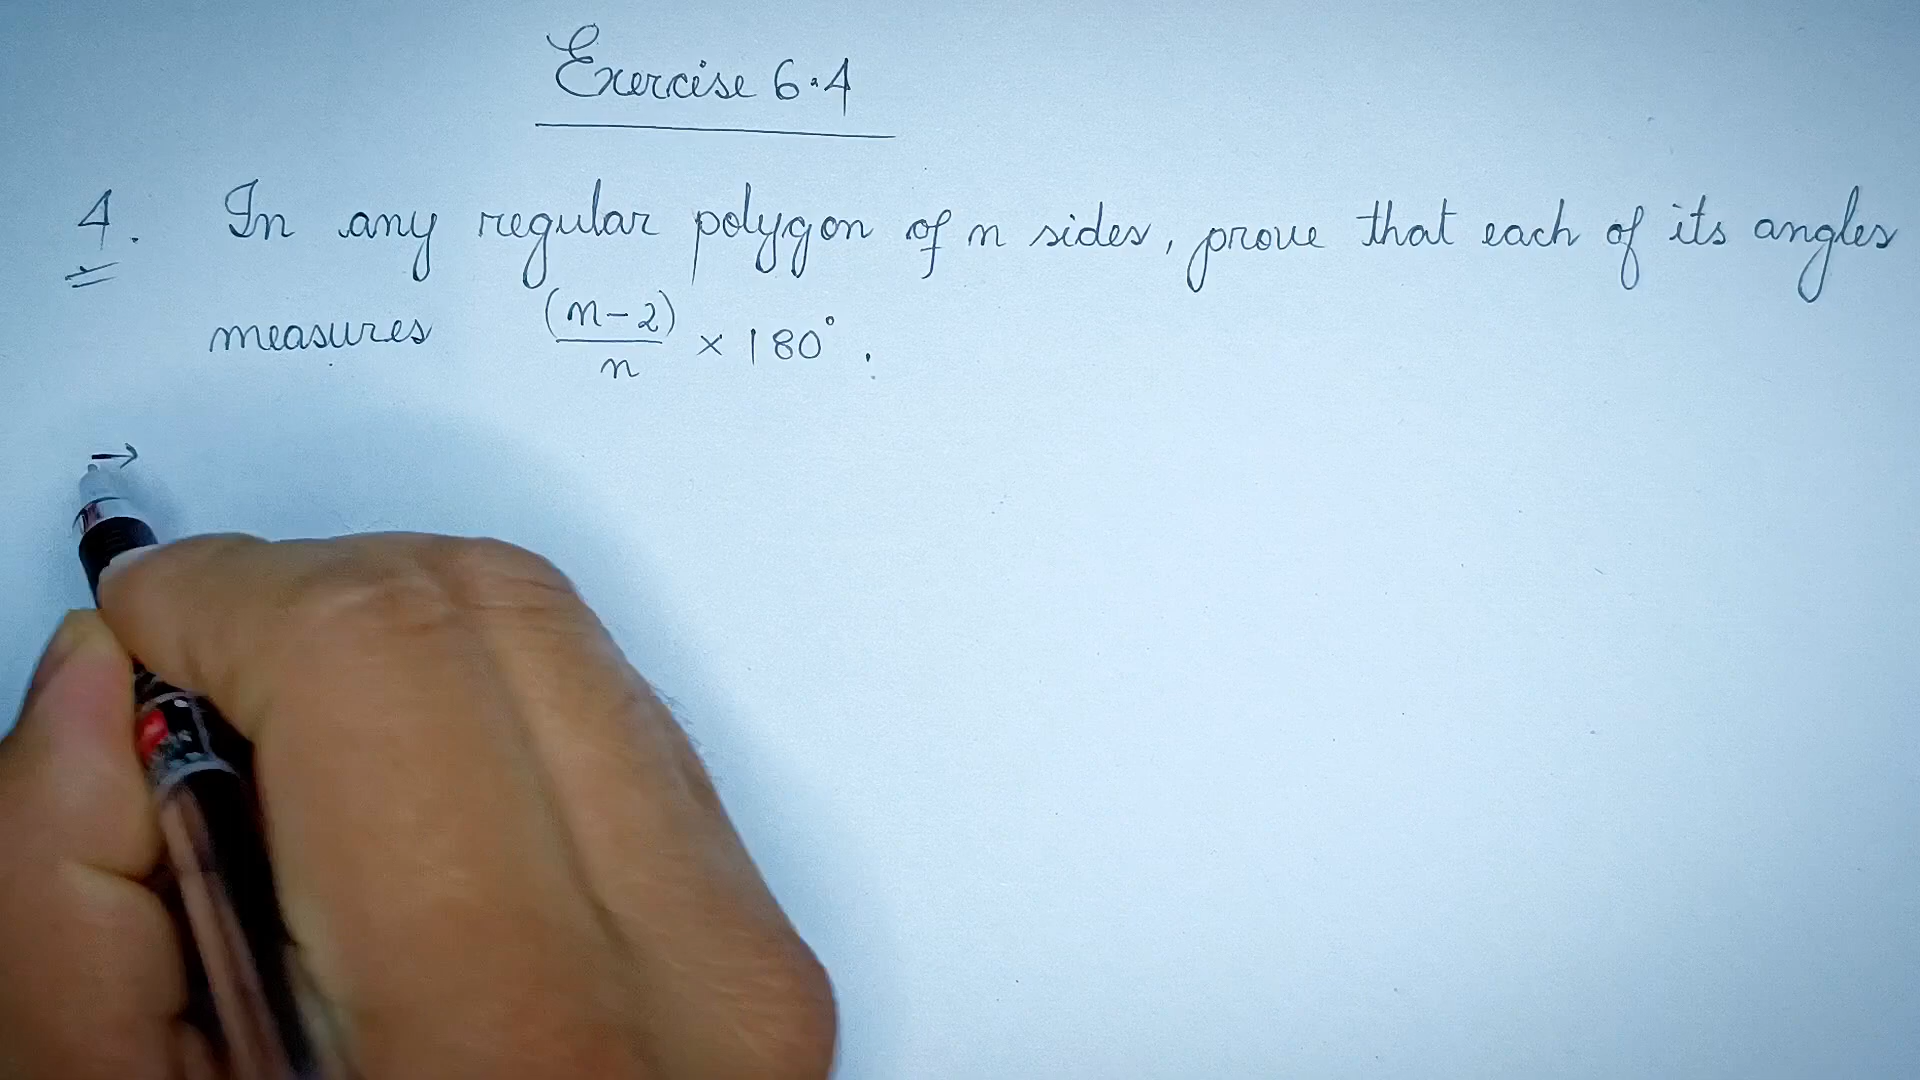 Exercise 6.4
4. In any regular polygon of n sides, prove that each of its angles
measures (n-2)/n × 180°.
→